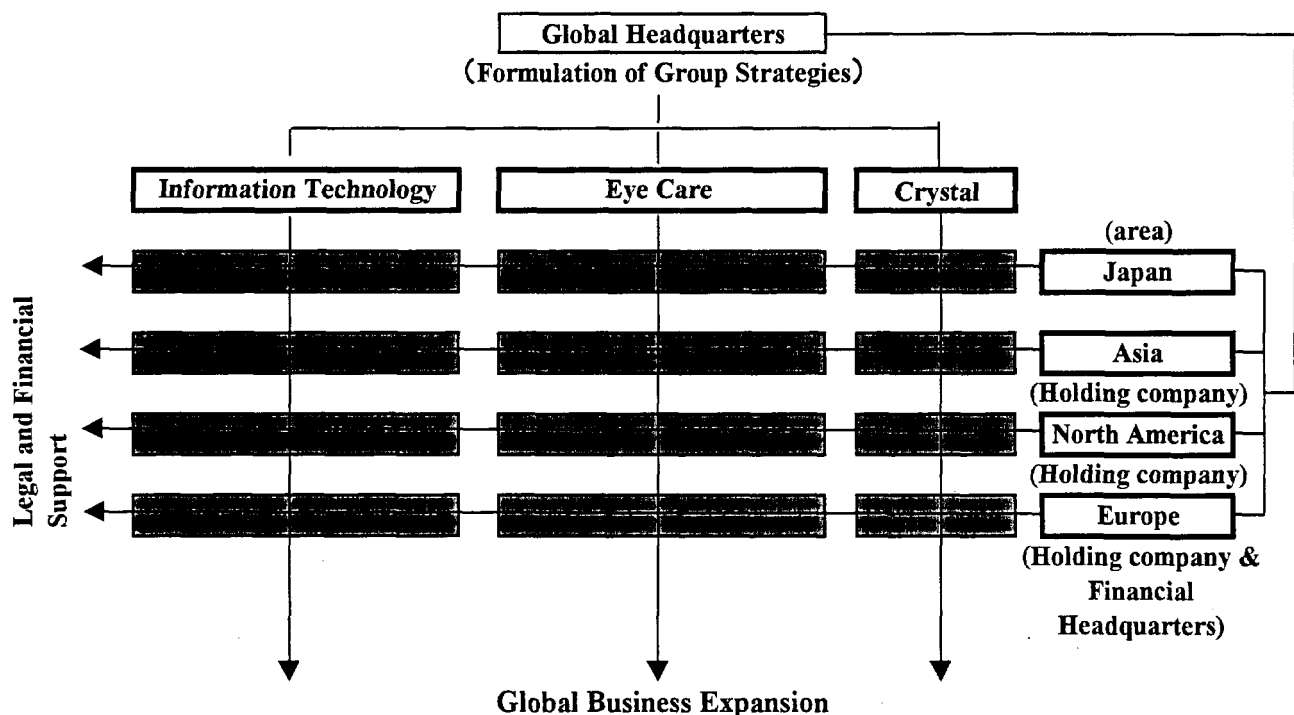 Global Headquarters
(Formulation of Group Strategies)
Information Technology
Eye Care
Crystal
(area)
Japan
Asia
(Holding company)
North America
(Holding company)
Europe
(Holding company &
Financial
Headquarters)
Legal and Financial
Support
Global Business Expansion